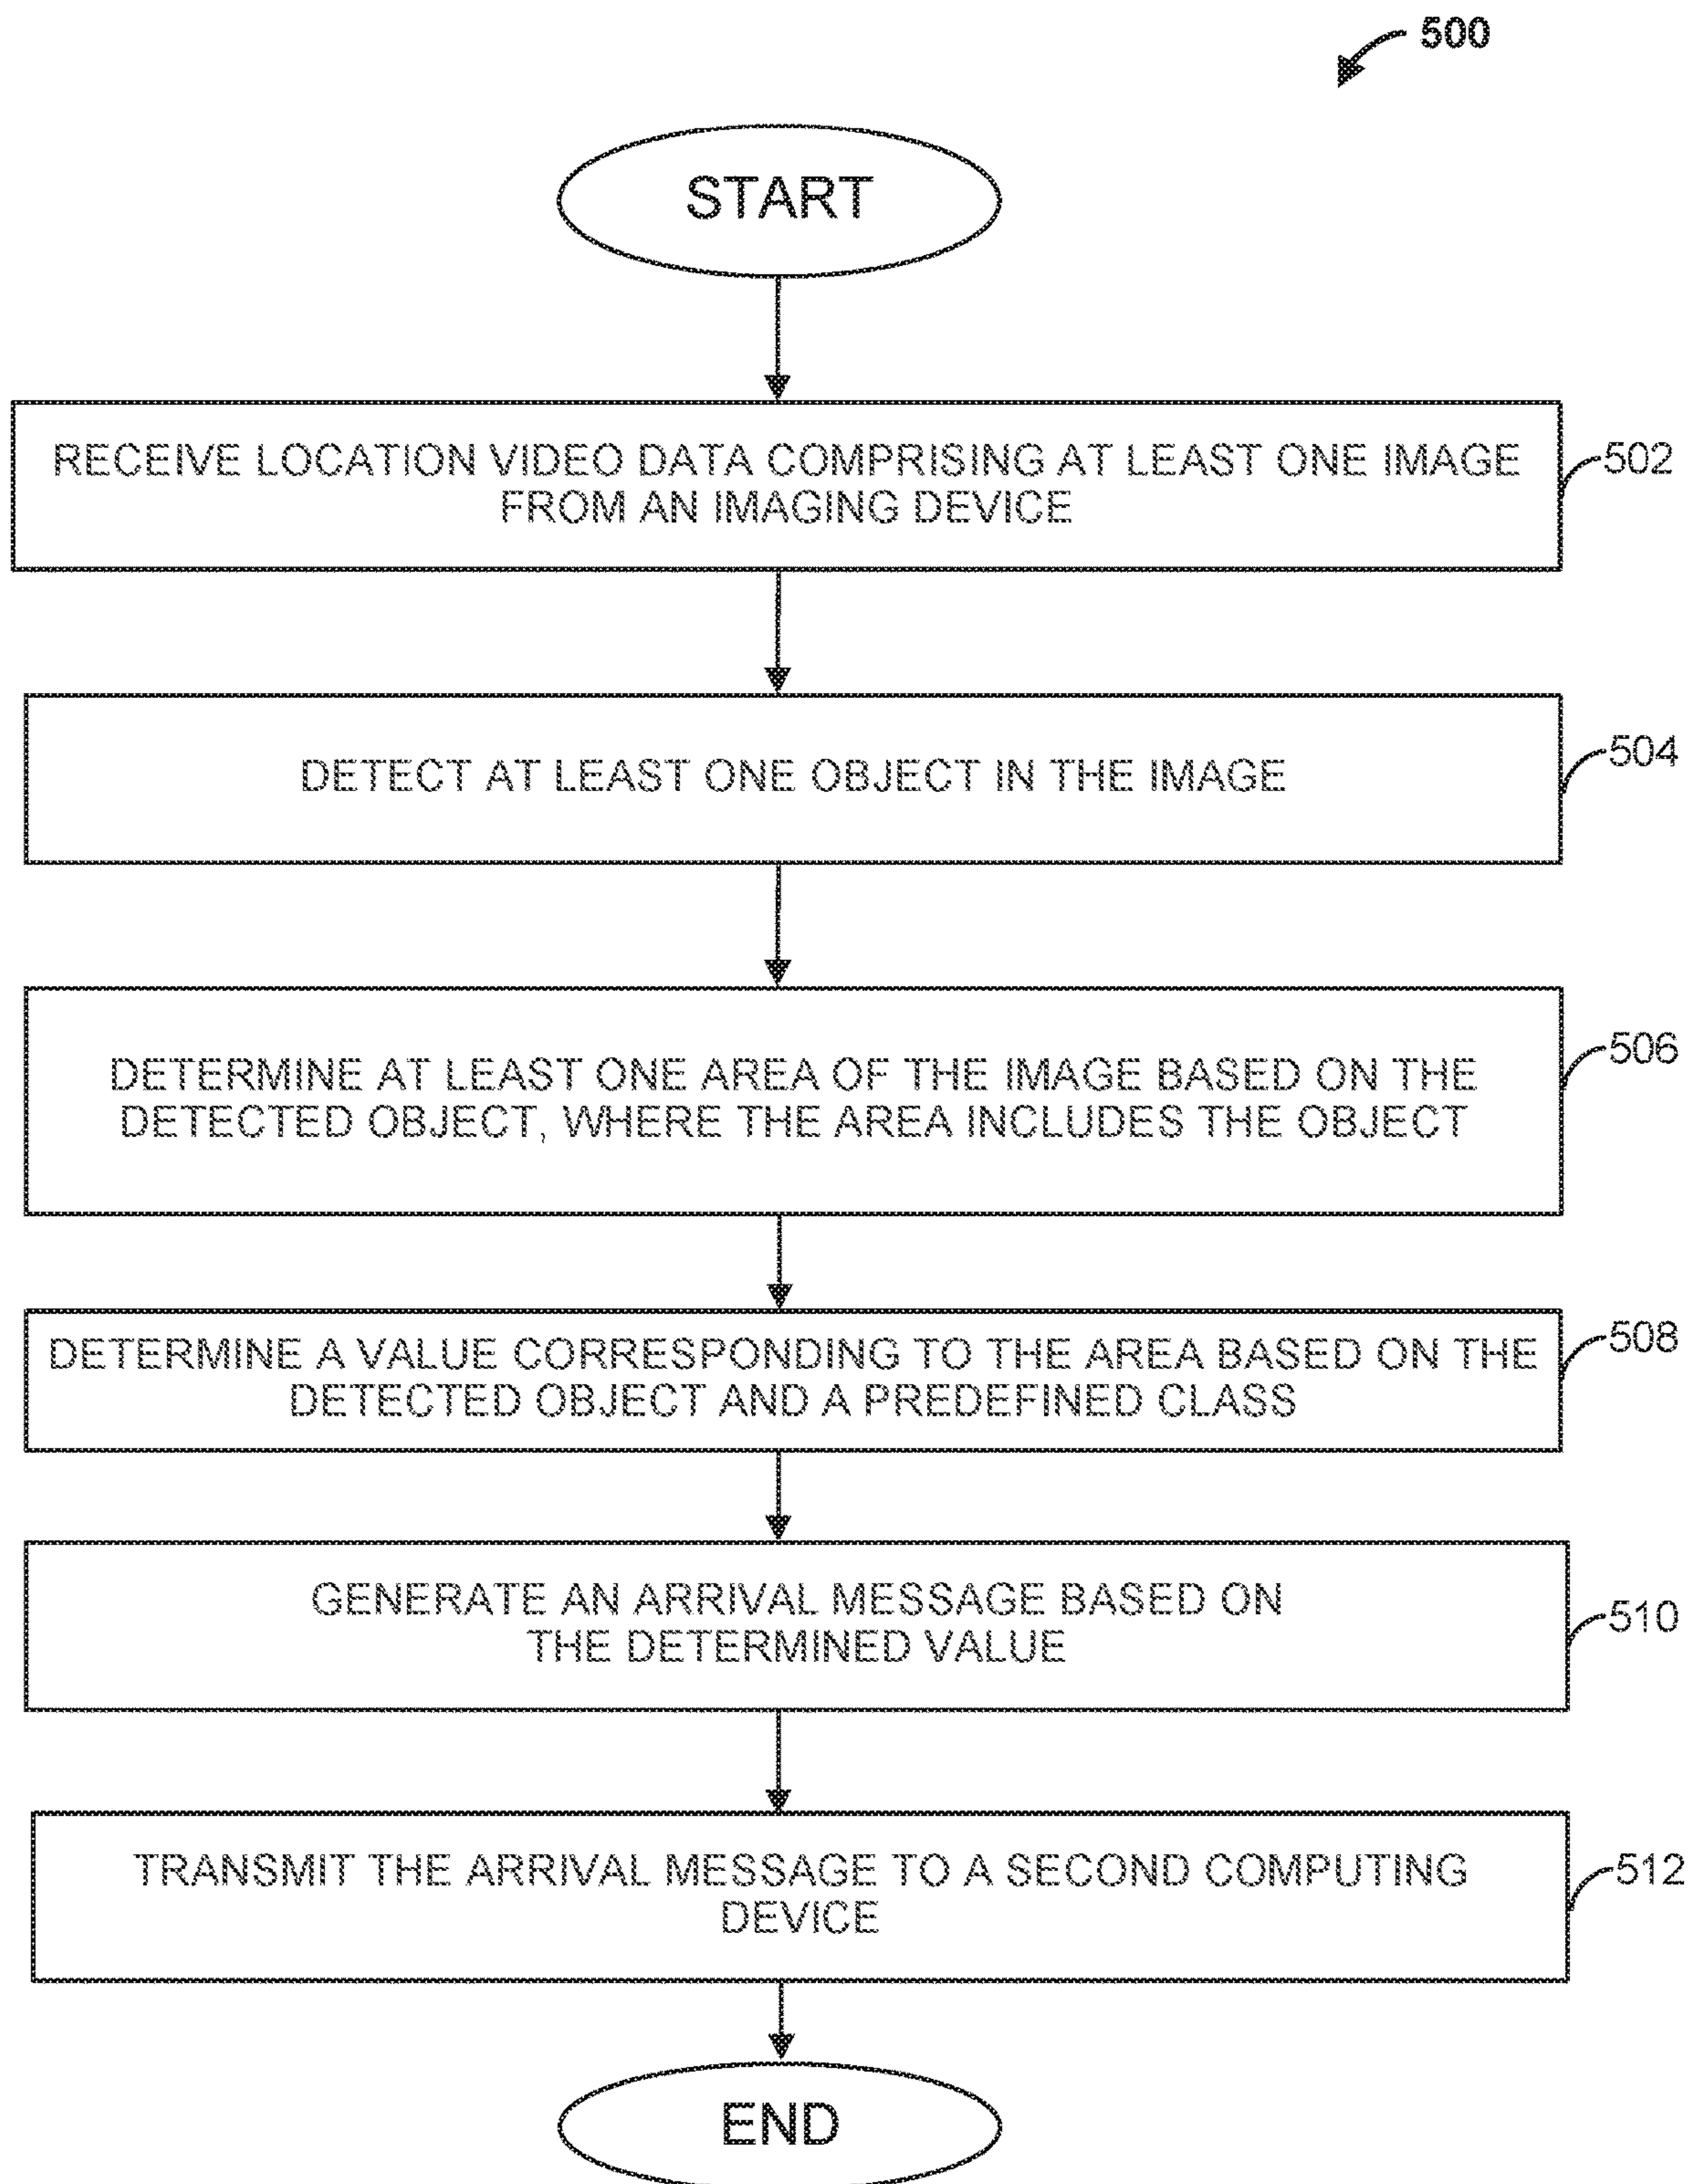 500
START
RECEIVE LOCATION VIDEO DATA COMPRISING AT LEAST ONE IMAGE
FROM AN IMAGING DEVICE
502
DETECT AT LEAST ONE OBJECT IN THE IMAGE
504
DETERMINE AT LEAST ONE AREA OF THE IMAGE BASED ON THE
DETECTED OBJECT, WHERE THE AREA INCLUDES THE OBJECT
506
DETERMINE A VALUE CORRESPONDING TO THE AREA BASED ON THE
DETECTED OBJECT AND A PREDEFINED CLASS
508
GENERATE AN ARRIVAL MESSAGE BASED ON
THE DETERMINED VALUE
510
TRANSMIT THE ARRIVAL MESSAGE TO A SECOND COMPUTING
DEVICE
512
END